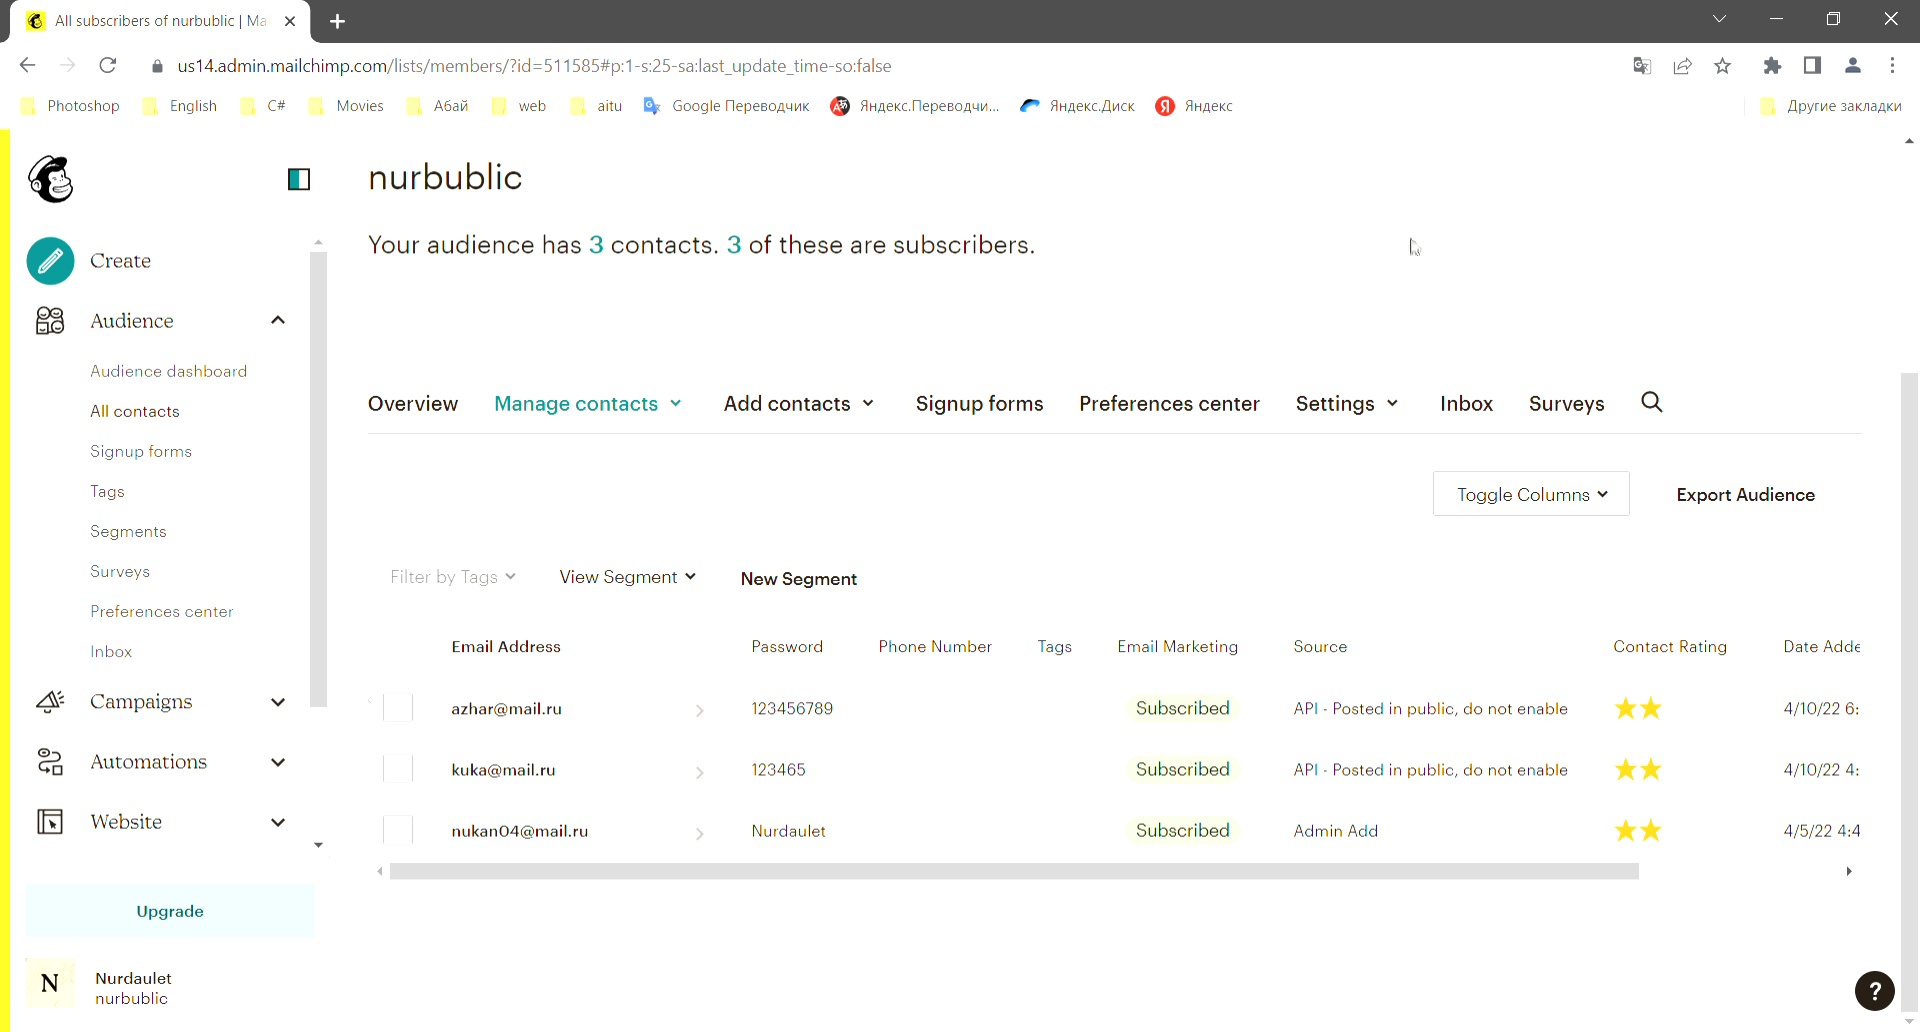 All subscribers of nurbublic | Ma
us14.admin.mailchimp.com/lists/members/?id=511585#p:1-s:25-sa:last_update_time-so:false
Photoshop English C# Movies Абай web aitu Google Переводчик Яндекс.Переводчи... Яндекс.Диск Яндекс Другие закладки
nurbublic
Your audience has 3 contacts. 3 of these are subscribers.
Create
Audience
Audience dashboard
All contacts
Signup forms
Tags
Segments
Surveys
Preferences center
Inbox
Campaigns
Automations
Website
Upgrade
N
Nurdaulet
nurbublic
Overview Manage contacts Add contacts Signup forms Preferences center Settings Inbox Surveys
Toggle Columns Export Audience
Filter by Tags View Segment New Segment
Email Address Password Phone Number Tags Email Marketing Source Contact Rating Date Adde
azhar@mail.ru 123456789 Subscribed API - Posted in public, do not enable 4/10/22 6:
kuka@mail.ru 123465 Subscribed API - Posted in public, do not enable 4/10/22 4:
nukan04@mail.ru Nurdaulet Subscribed Admin Add 4/5/22 4:4
?